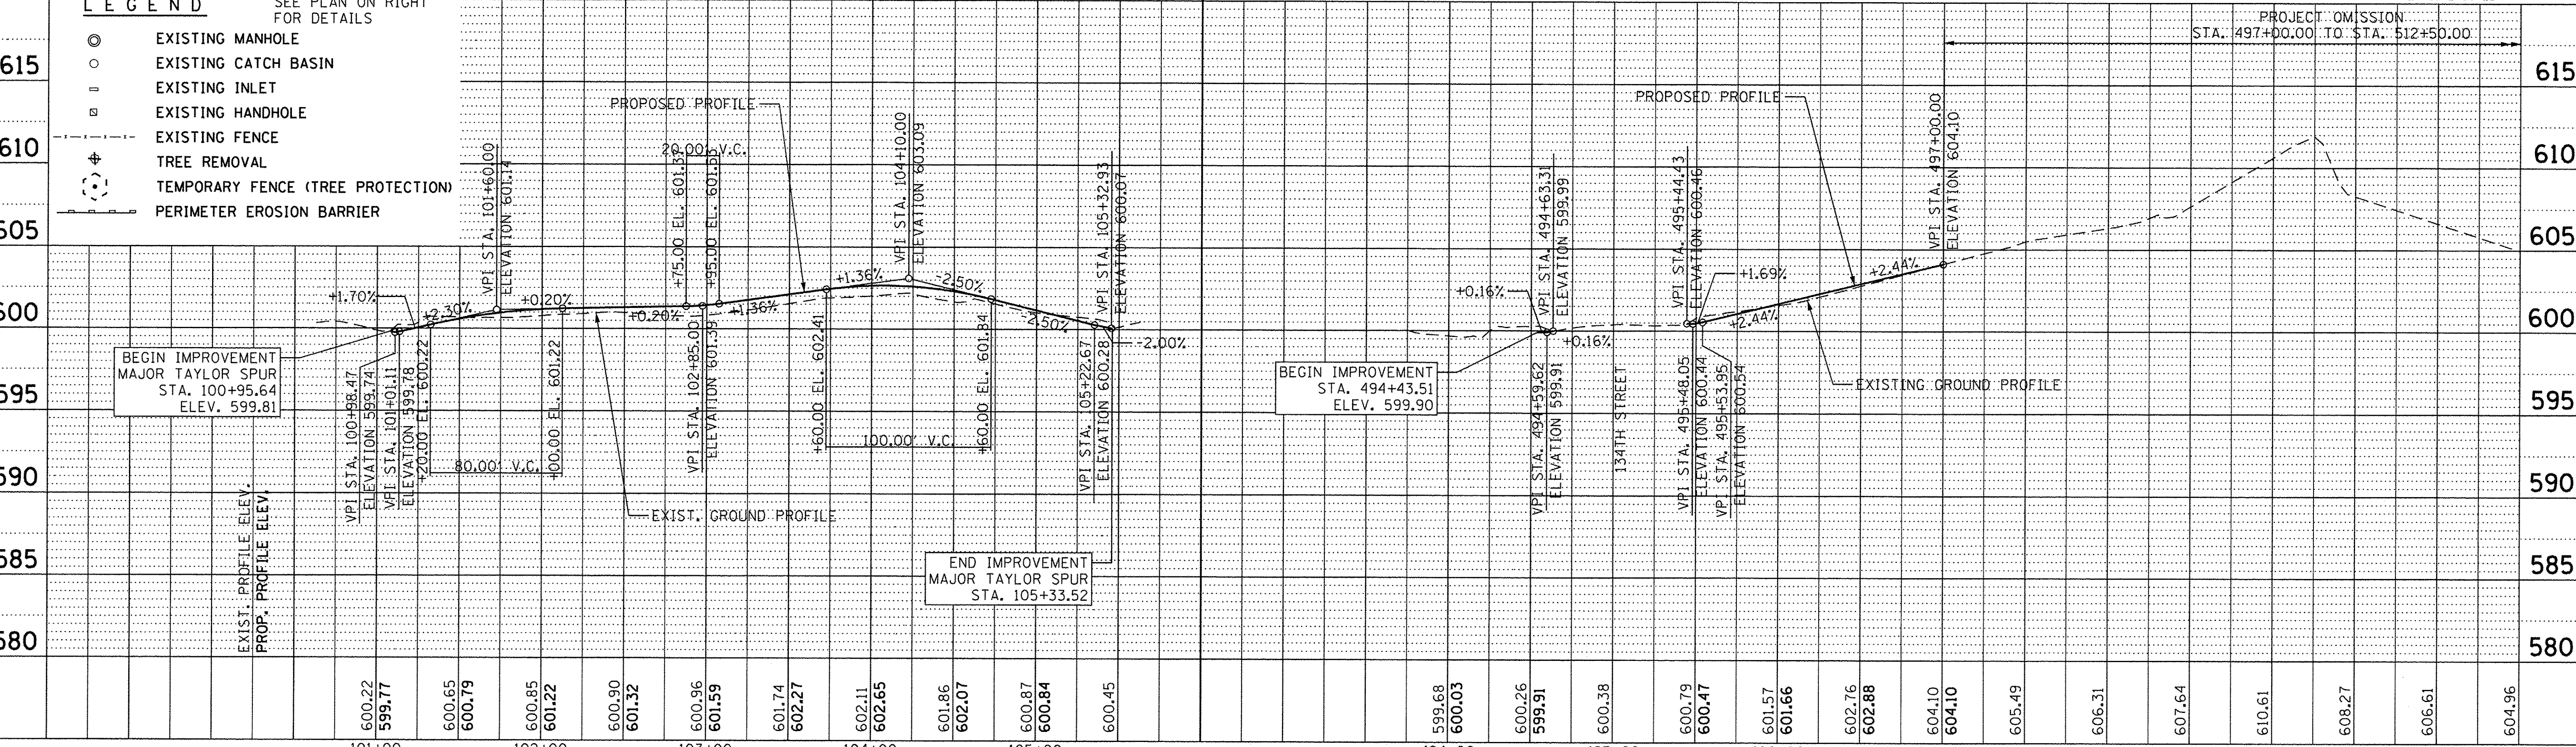 LEGEND
SEE PLAN ON RIGHT
FOR DETAILS
EXISTING MANHOLE
EXISTING CATCH BASIN
EXISTING INLET
EXISTING HANDHOLE
EXISTING FENCE
TREE REMOVAL
TEMPORARY FENCE (TREE PROTECTION)
PERIMETER EROSION BARRIER
615
610
605
600
595
590
585
580
BEGIN IMPROVEMENT
MAJOR TAYLOR SPUR
STA. 100+95.64
ELEV. 599.81
EXIST. PROFILE ELEV.
PROP. PROFILE ELEV.
+1.70%
VPI STA. 100+98.47
ELEVATION 599.74
VPI STA. 101+01.11
ELEVATION 599.78
+20.00 EL. 600.22
+2.30%
80.00' V.C.
VPI STA. 101+60.00
ELEVATION 601.14
+0.20%
+00.00 EL. 601.22
EXIST. GROUND PROFILE
+0.20%
PROPOSED PROFILE
20.00' V.C.
+75.00 EL. 601.37
+95.00 EL. 601.53
VPI STA. 102+85.00
ELEVATION 601.39
+1.36%
+60.00 EL. 602.41
100.00' V.C.
+1.36%
VPI STA. 104+10.00
ELEVATION 603.09
-2.50%
+60.00 EL. 601.84
-2.50%
VPI STA. 105+22.67
ELEVATION 600.28
VPI STA. 105+32.93
ELEVATION 600.07
-2.00%
END IMPROVEMENT
MAJOR TAYLOR SPUR
STA. 105+33.52
BEGIN IMPROVEMENT
STA. 494+43.51
ELEV. 599.90
+0.16%
VPI STA. 494+63.31
ELEVATION 599.99
VPI STA. 494+59.62
ELEVATION 599.91
+0.16%
134TH STREET
VPI STA. 495+44.43
ELEVATION 600.46
VPI STA. 495+48.05
ELEVATION 600.44
VPI STA. 495+53.95
ELEVATION 600.54
+1.69%
+2.44%
PROPOSED PROFILE
+2.44%
EXISTING GROUND PROFILE
VPI STA. 497+00.00
ELEVATION 604.10
PROJECT OMISSION
STA. 497+00.00 TO STA. 512+50.00
615
610
605
600
595
590
585
580
600.22
599.77
600.65
600.79
600.85
601.22
600.90
601.32
600.96
601.59
601.74
602.27
602.11
602.65
601.86
602.07
600.87
600.84
600.45
599.68
600.03
600.26
599.91
600.38
600.79
600.47
601.57
601.66
602.76
602.88
604.10
604.10
605.49
606.31
607.64
610.61
608.27
606.61
604.96